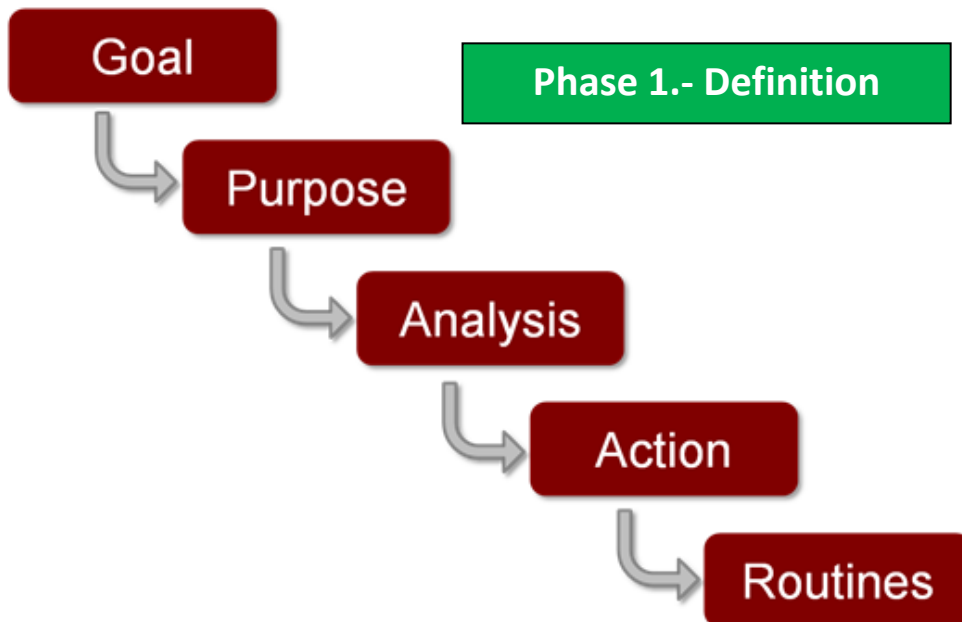 Goal
Phase 1.- Definition
Purpose
Analysis
Action
Routines